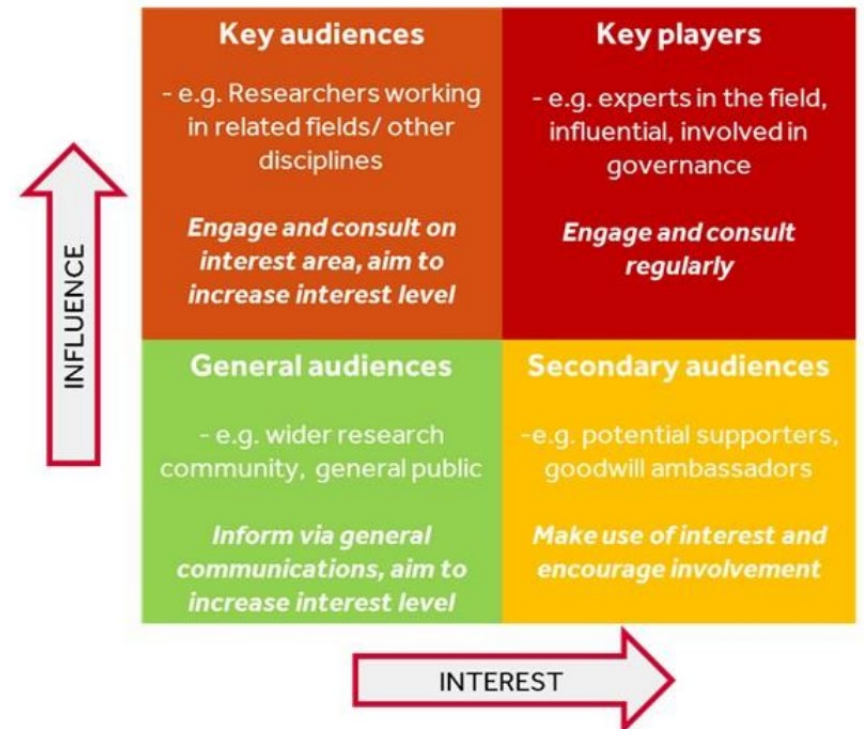 Key audiences
- e.g. Researchers working
in related fields/ other
disciplines
Engage and consult on
interest area, aim to
increase interest level
Key players
- e.g. experts in the field,
influential, involved in
governance
Engage and consult
regularly
INFLUENCE
General audiences
- e.g. wider research
community, general public
Inform via general
communications, aim to
increase interest level
Secondary audiences
-e.g. potential supporters,
goodwill ambassadors
Make use of interest and
encourage involvement
INTEREST